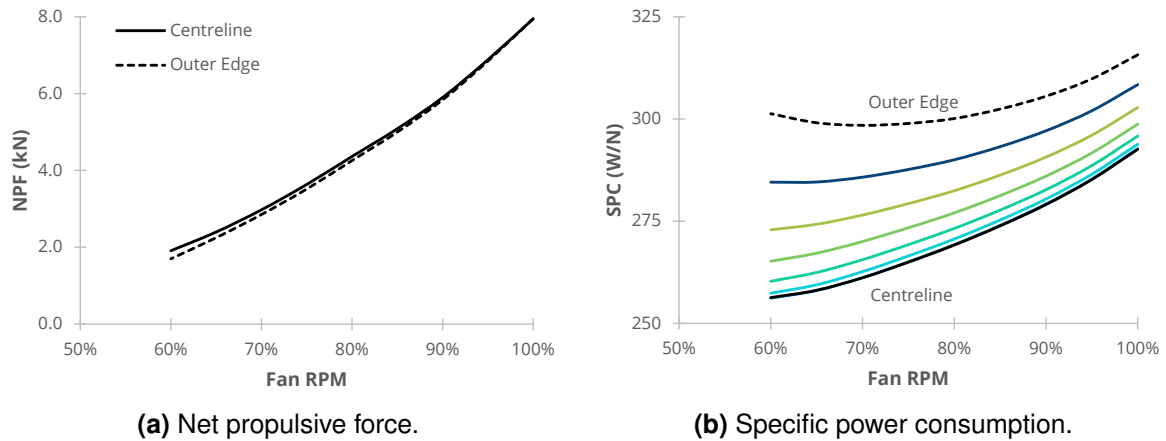 8.0
6.0
4.0
2.0
0.0
50%
60%
70%
80%
90%
100%
NPF (kN)
Fan RPM
Centreline
Outer Edge
(a) Net propulsive force.
325
300
275
250
50%
60%
70%
80%
90%
100%
SPC (W/N)
Fan RPM
Outer Edge
Centreline
(b) Specific power consumption.